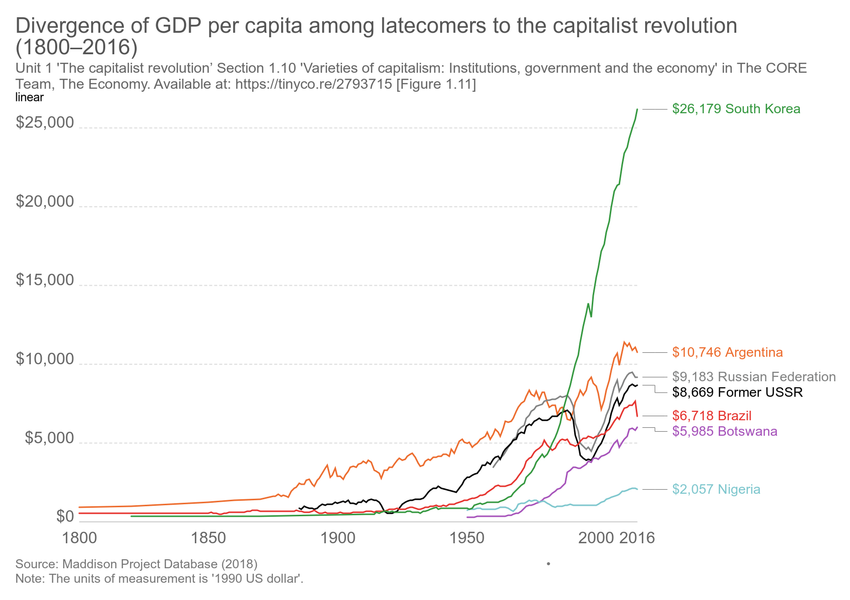 Divergence of GDP per capita among latecomers to the capitalist revolution
(1800–2016)
Unit 1 'The capitalist revolution' Section 1.10 'Varieties of capitalism: Institutions, government and the economy' in The CORE
Team, The Economy. Available at: https://tinyco.re/2793715 [Figure 1.11]
linear
$26,179 South Korea
$25,000
$20,000
$15,000
$10,000
$10,746 Argentina
$9,183 Russian Federation
$8,669 Former USSR
$6,718 Brazil
$5,985 Botswana
$5,000
$2,057 Nigeria
$0
1800 1850 1900 1950 2000 2016
Source: Maddison Project Database (2018)
Note: The units of measurement is '1990 US dollar'.